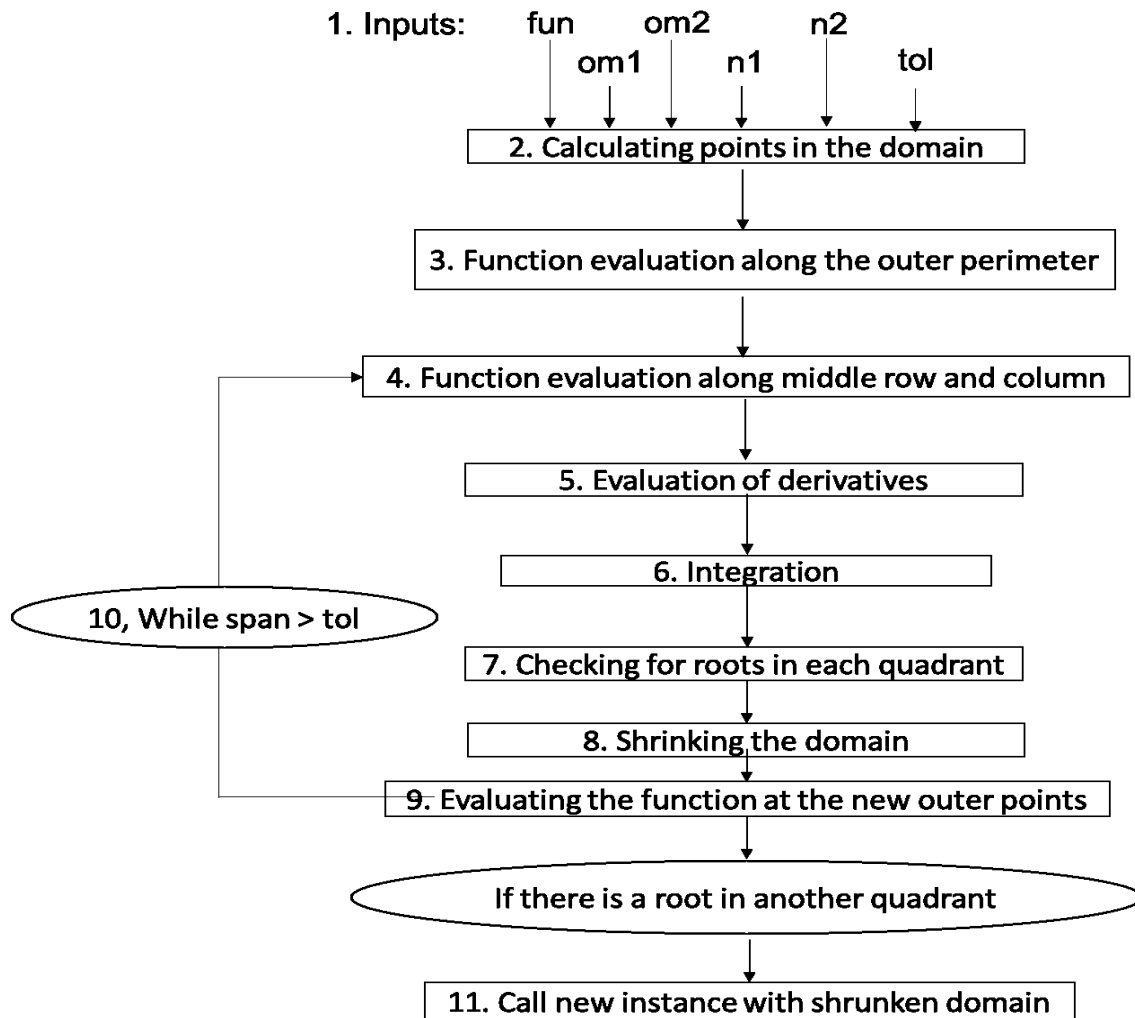 1. Inputs: fun om2 n2
om1 n1 tol
2. Calculating points in the domain
3. Function evaluation along the outer perimeter
4. Function evaluation along middle row and column
5. Evaluation of derivatives
6. Integration
10, While span > tol
7. Checking for roots in each quadrant
8. Shrinking the domain
9. Evaluating the function at the new outer points
If there is a root in another quadrant
11. Call new instance with shrunken domain